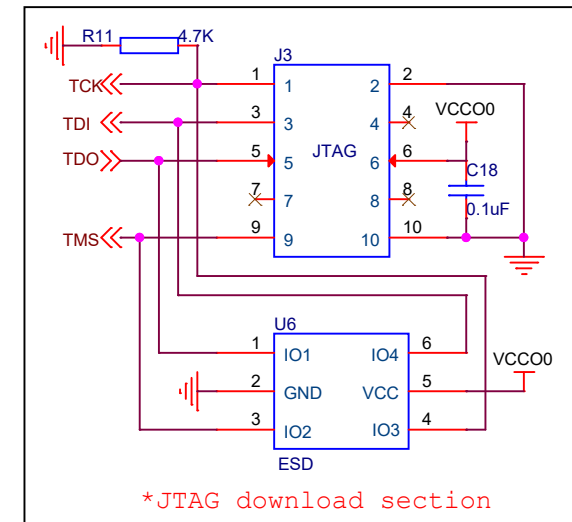 R11 4.7K
J3
TCK 1 1 2 2
TDI 3 3 4 4 VCCO0
TDO 5 5 JTAG 6 6
7 7 8 8 C18
0.1uF
TMS 9 9 10 10
U6
1 IO1 IO4 6 VCCO0
2 GND VCC 5
3 IO2 IO3 4
ESD
*JTAG download section